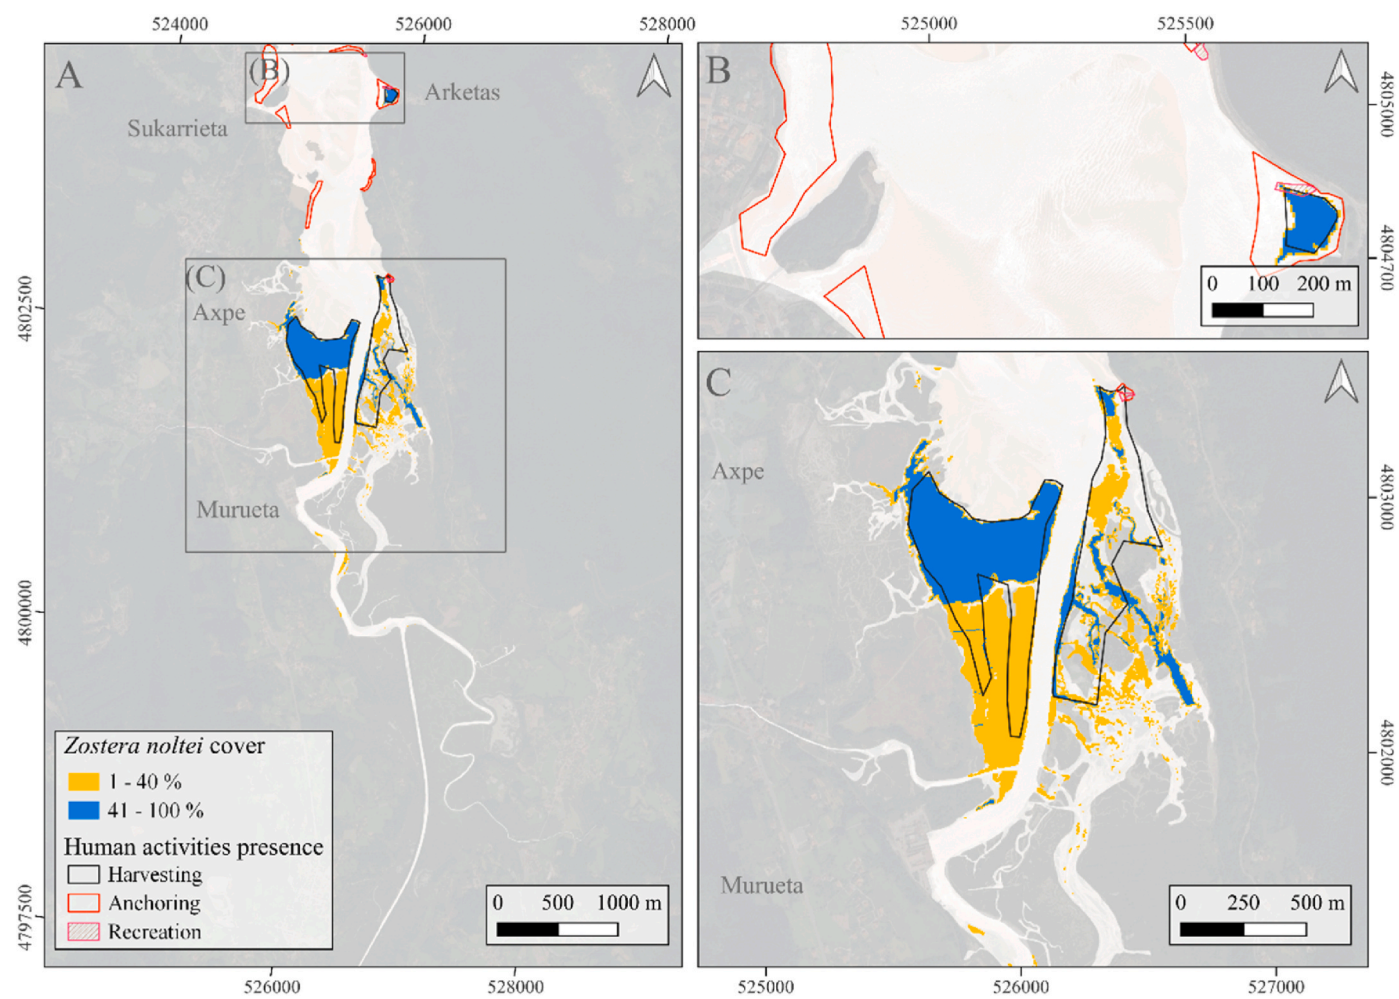 524000
526000
528000
525000
525500
A
(B)
Arketas
Sukarrieta
(C)
Axpe
Murueta
4802500
4800000
4797500
Zostera noltei cover
1 - 40 %
41 - 100 %
Human activities presence
Harvesting
Anchoring
Recreation
0 500 1000 m
526000
528000
B
4805000
4804700
0 100 200 m
C
Axpe
Murueta
4803000
4802000
0 250 500 m
525000
526000
527000